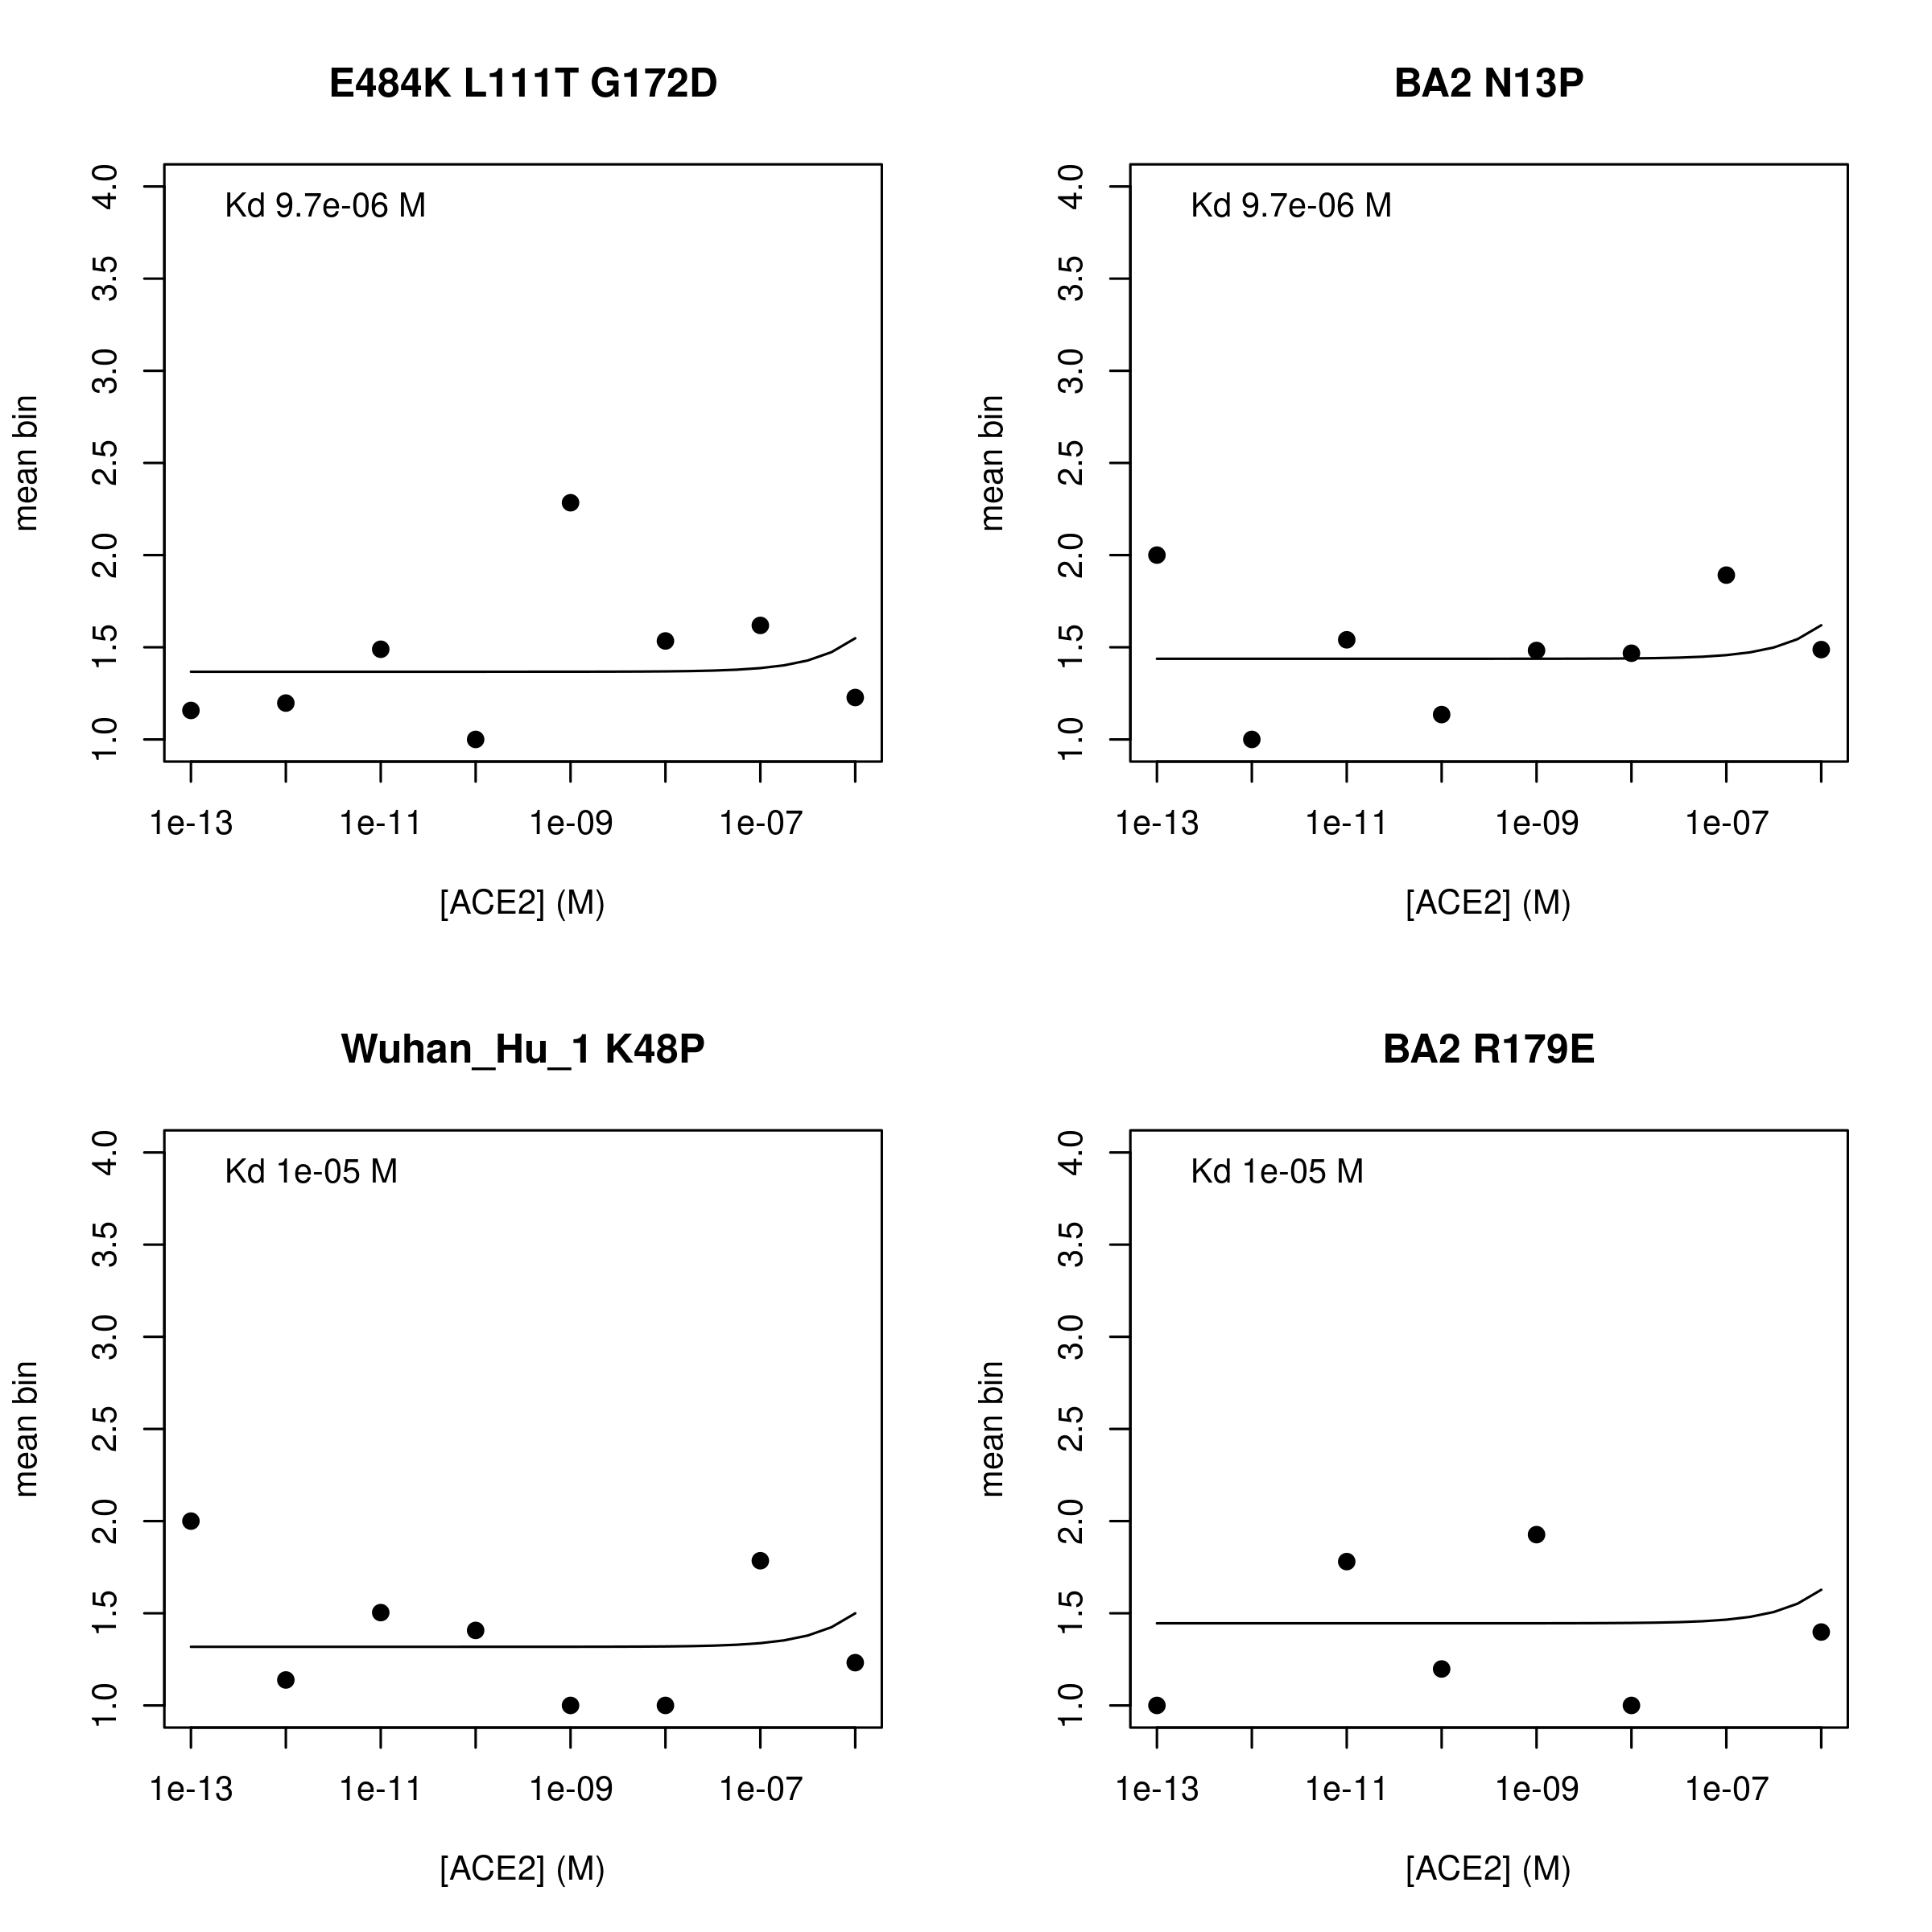 E484K L111T G172D
Kd 9.7e-06 M
mean bin
4.0
3.5
3.0
2.5
2.0
1.5
1.0
1e-13 1e-11 1e-09 1e-07
[ACE2] (M)
BA2 N13P
Kd 9.7e-06 M
mean bin
4.0
3.5
3.0
2.5
2.0
1.5
1.0
1e-13 1e-11 1e-09 1e-07
[ACE2] (M)
Wuhan_Hu_1 K48P
Kd 1e-05 M
mean bin
4.0
3.5
3.0
2.5
2.0
1.5
1.0
1e-13 1e-11 1e-09 1e-07
[ACE2] (M)
BA2 R179E
Kd 1e-05 M
mean bin
4.0
3.5
3.0
2.5
2.0
1.5
1.0
1e-13 1e-11 1e-09 1e-07
[ACE2] (M)